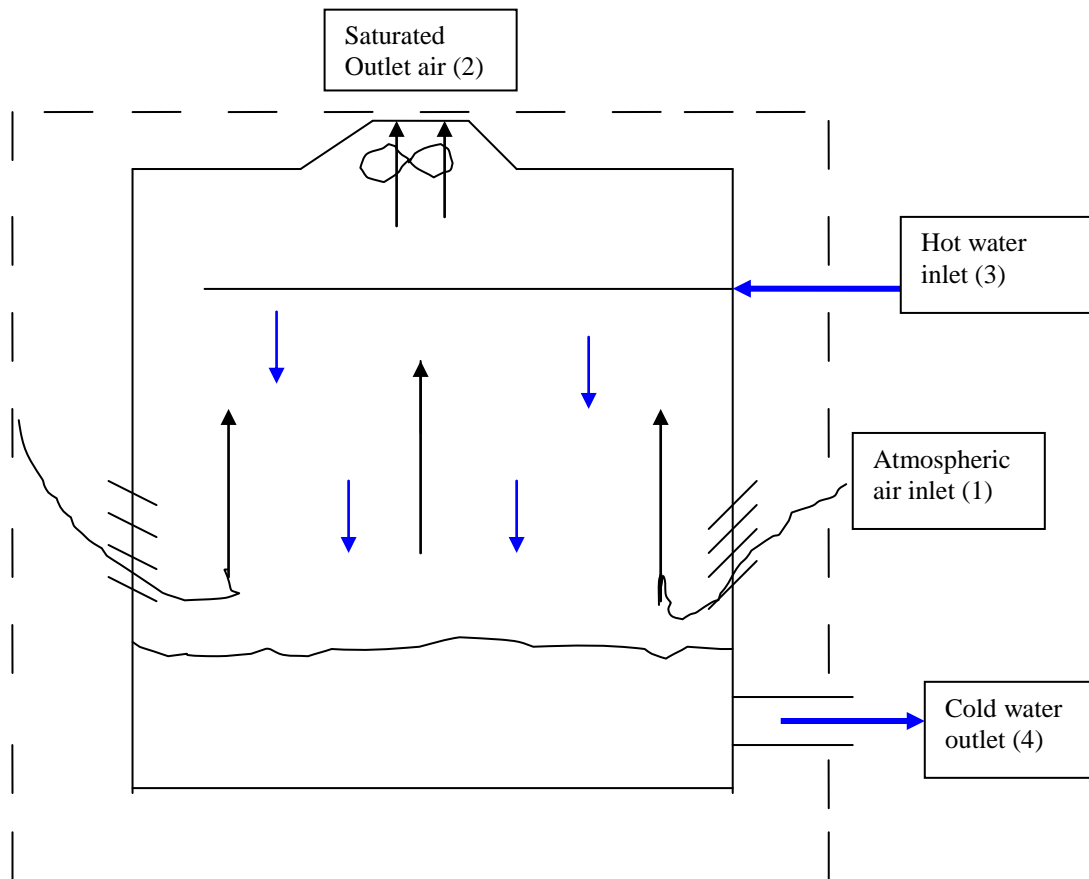 Saturated
Outlet air (2)
Hot water
inlet (3)
Atmospheric
air inlet (1)
Cold water
outlet (4)